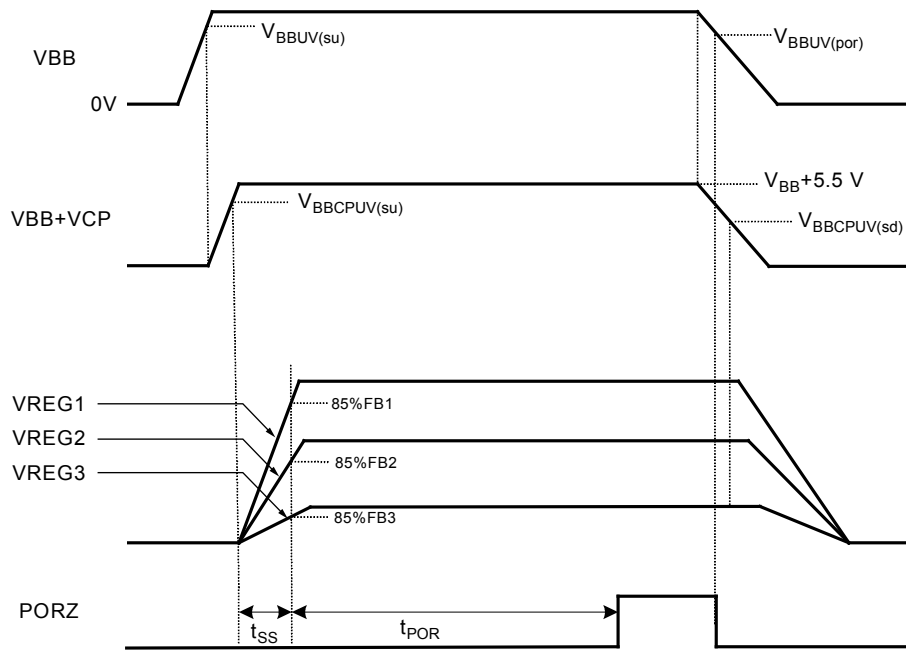 VBB
V_BBUV(su)
V_BBUV(por)
0V
VBB+VCP
V_BBCPUV(su)
V_BB+5.5 V
V_BBCPUV(sd)
VREG1
VREG2
VREG3
85%FB1
85%FB2
85%FB3
PORZ
t_SS
t_POR